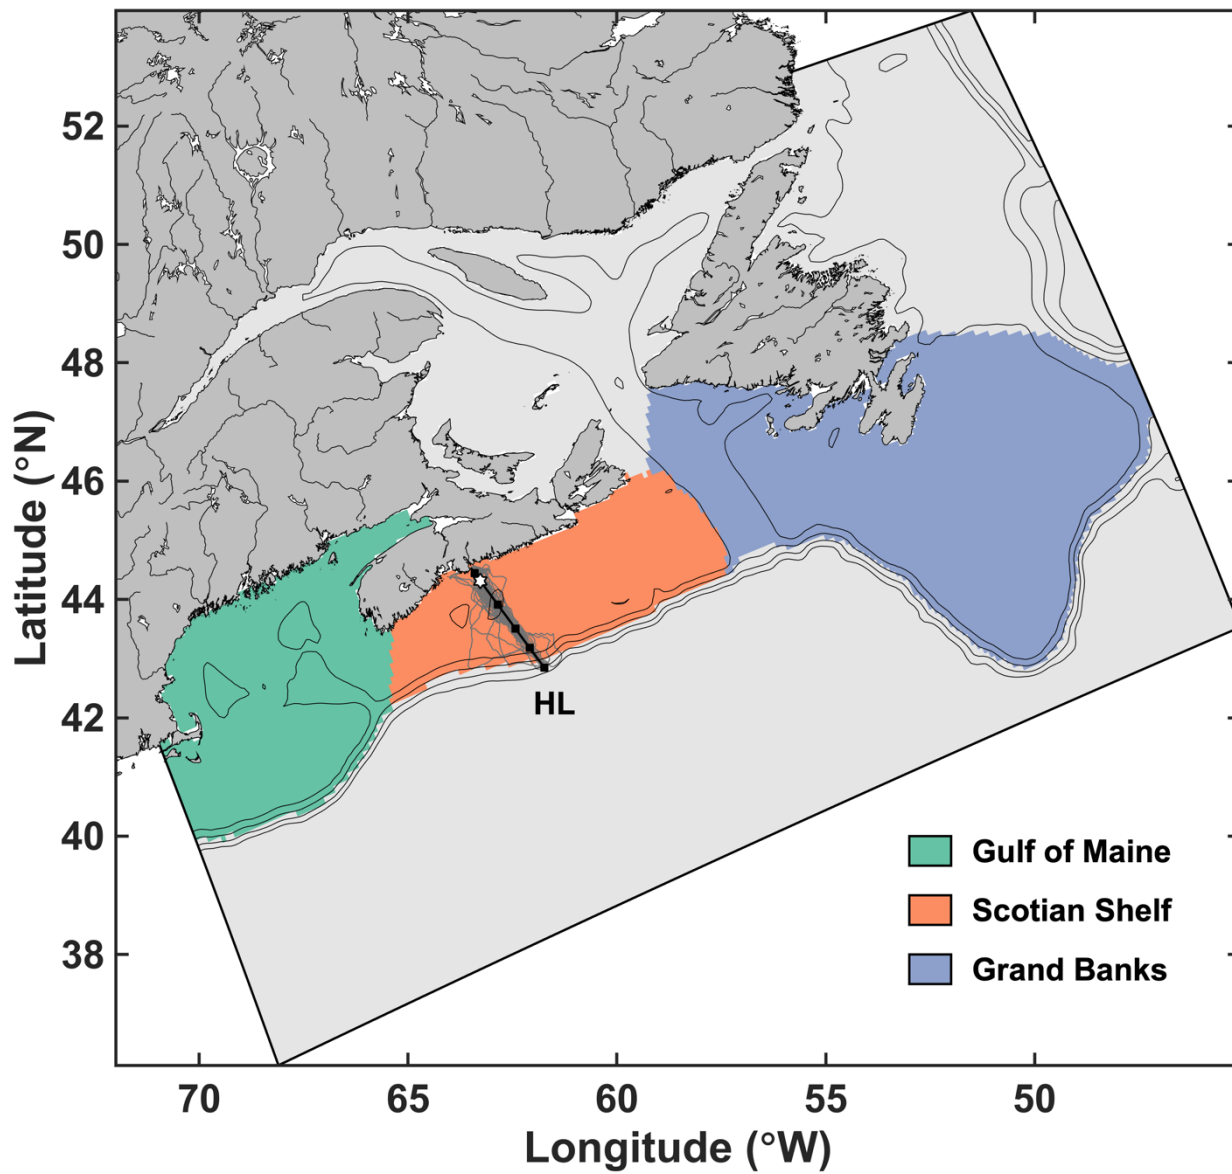 52
50
48
46
44
42
40
38
Latitude (°N)
HL
Gulf of Maine
Scotian Shelf
Grand Banks
70 65 60 55 50
Longitude (°W)